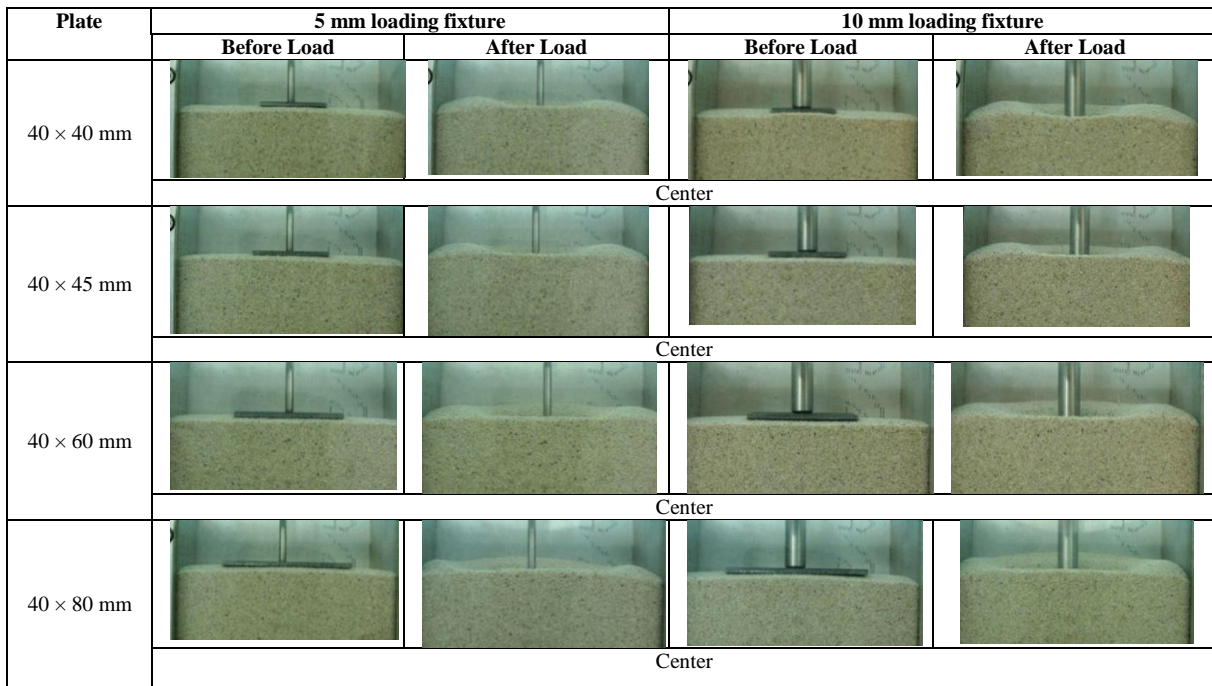 Plate 5 mm loading fixture 10 mm loading fixture
Before Load After Load Before Load After Load
40 × 40 mm
Center
40 × 45 mm
Center
40 × 60 mm
Center
40 × 80 mm
Center